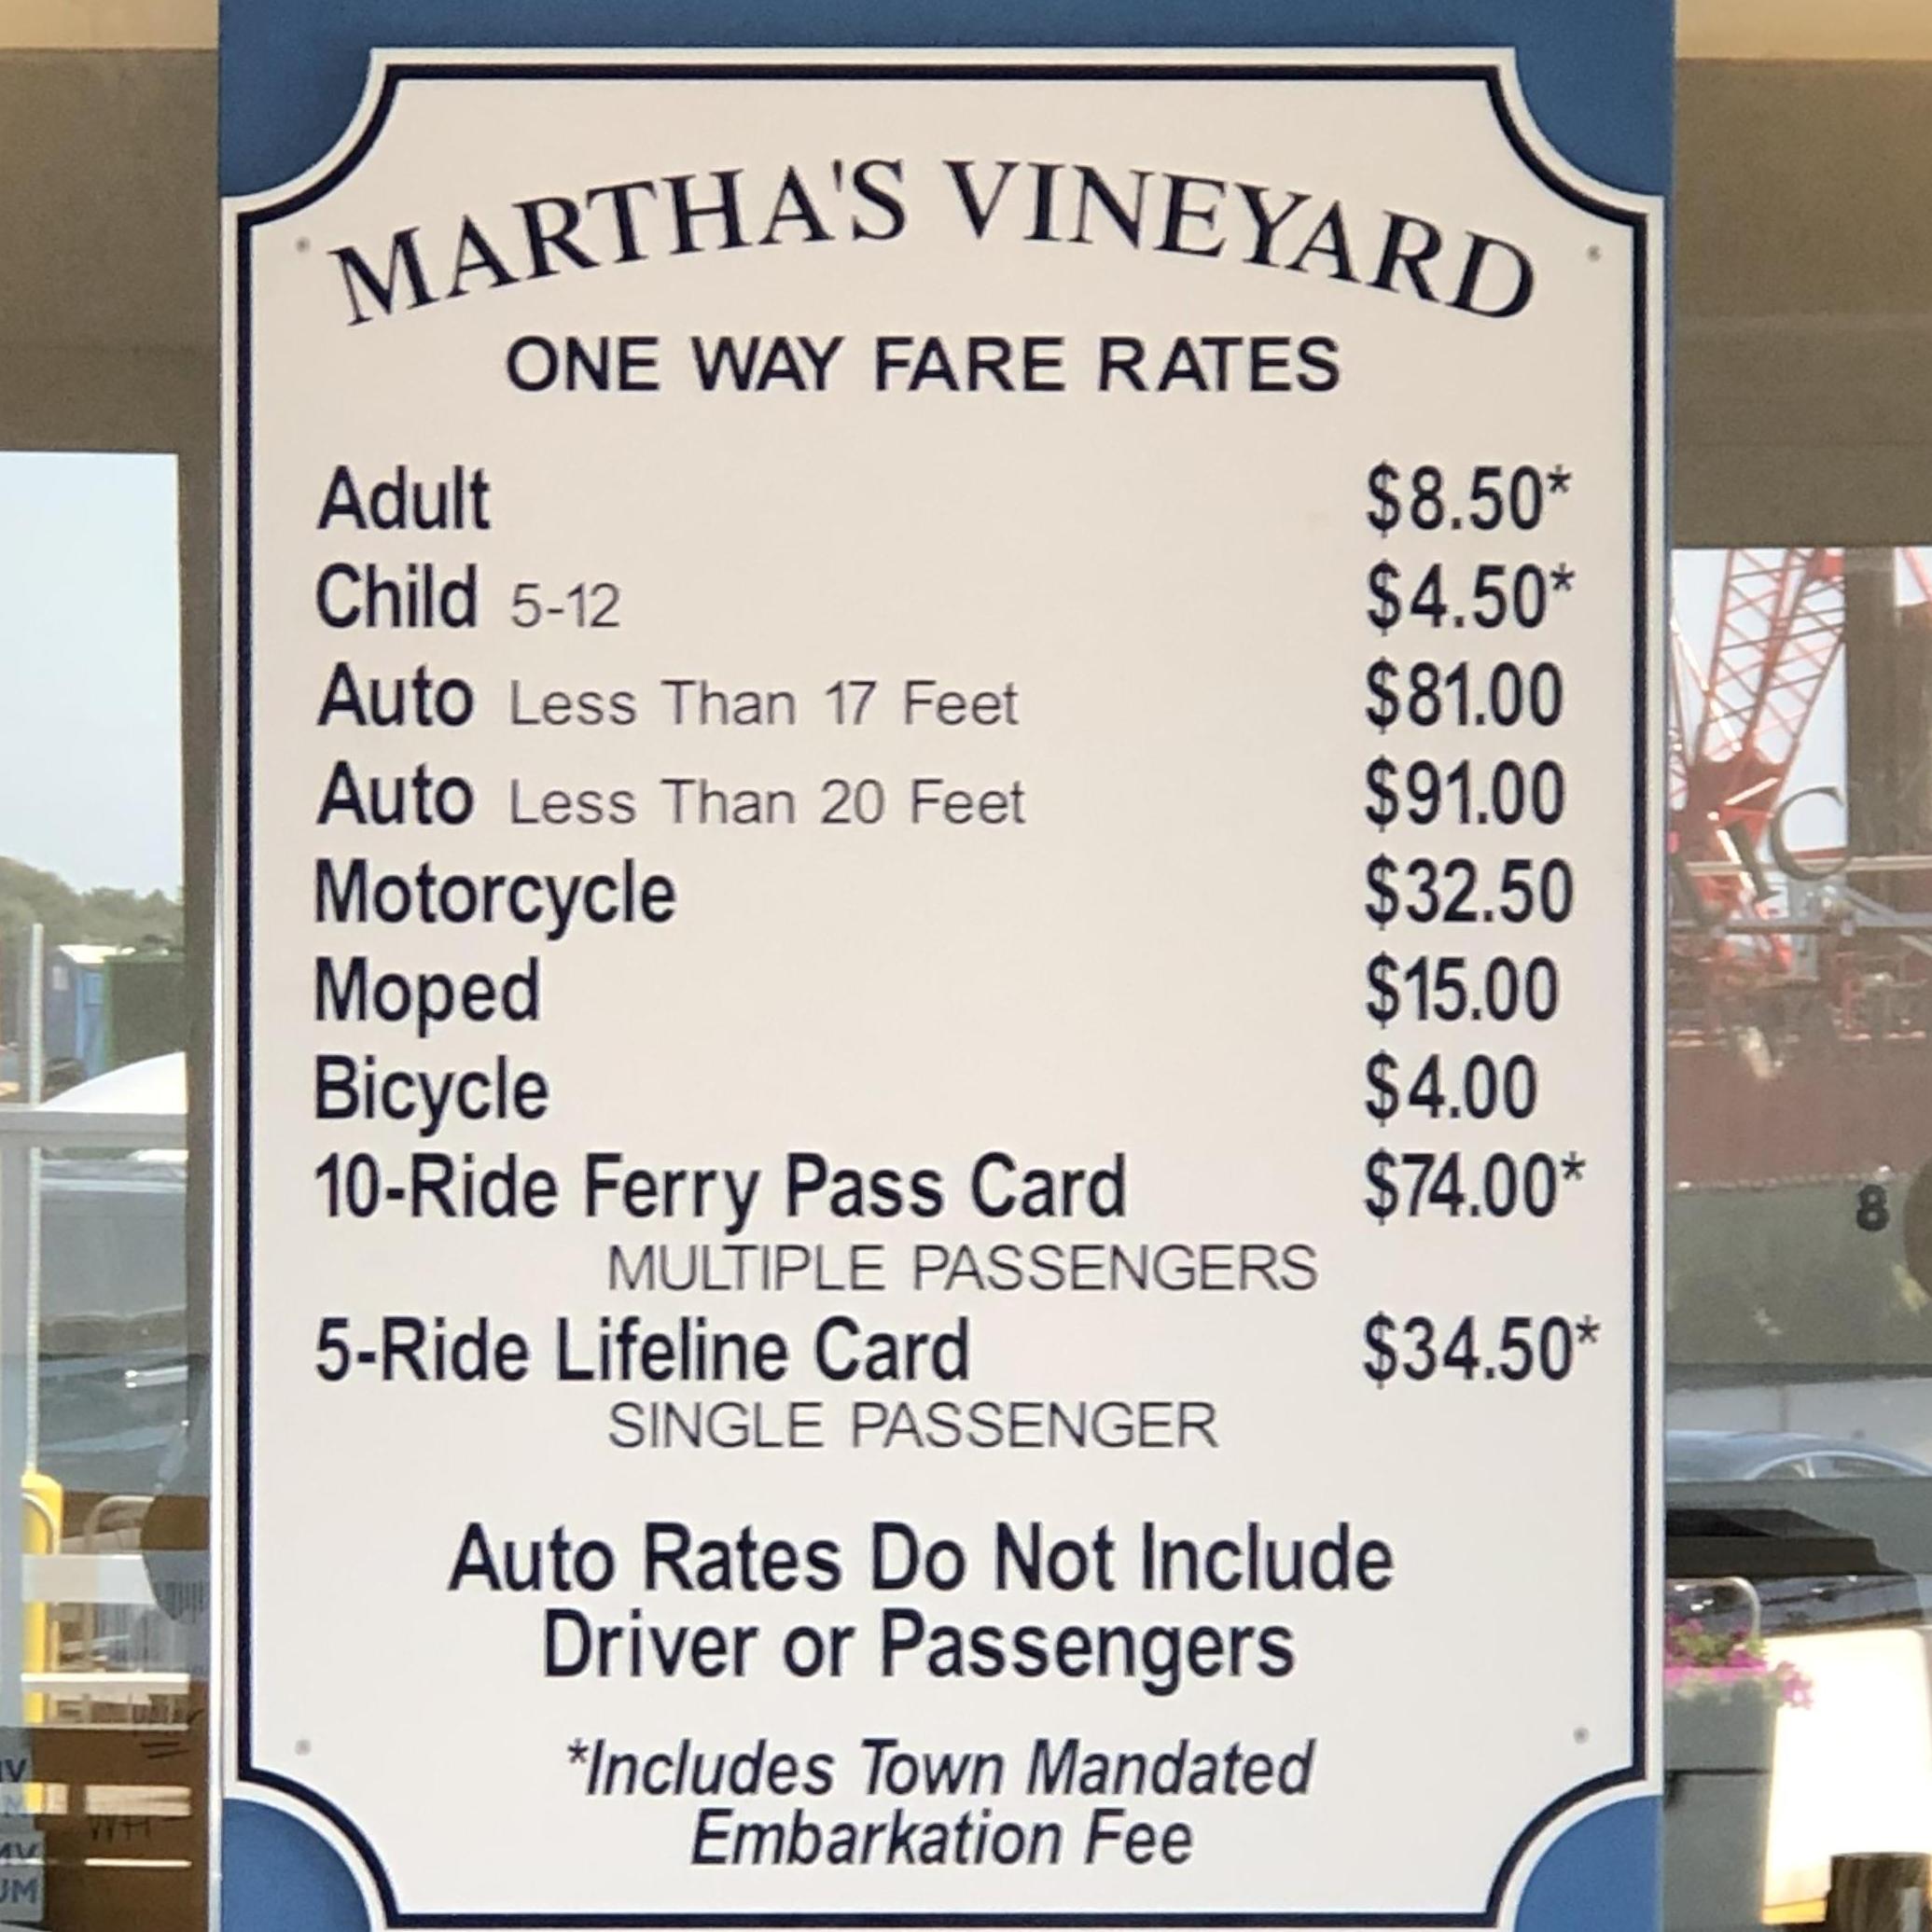 MARTHA'S VINEYARD
ONE WAY FARE RATES
Adult $8.50*
Child 5-12 $4.50*
Auto Less Than 17 Feet $81.00
Auto Less Than 20 Feet $91.00
Motorcycle $32.50
Moped $15.00
Bicycle $4.00
10-Ride Ferry Pass Card $74.00*
MULTIPLE PASSENGERS
5-Ride Lifeline Card $34.50*
SINGLE PASSENGER
Auto Rates Do Not Include
Driver or Passengers
*Includes Town Mandated
Embarkation Fee
8